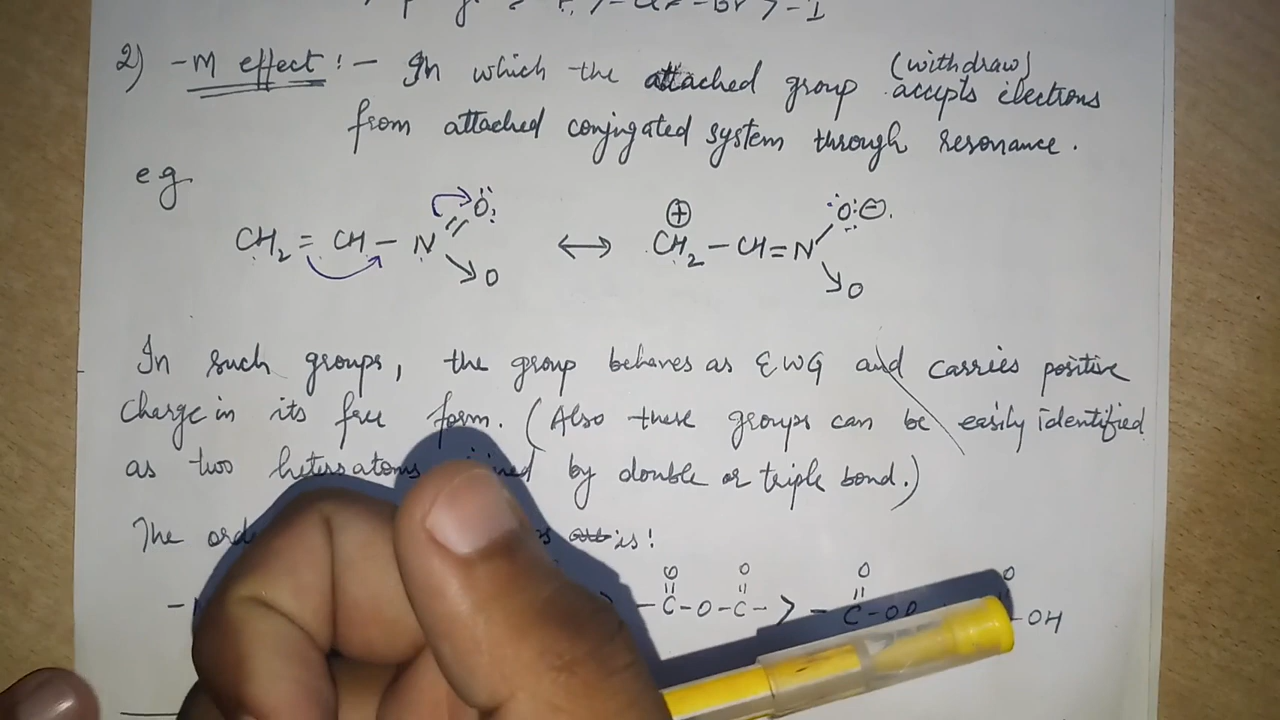 2) -M effect :- In which the attached group (withdraw) accepts electrons
from attached conjugated system through resonance.
eg
CH₂ = CH - N = O → O ↔ ⊕ CH₂ - CH = N - O ⊖ → O
In such groups, the group behaves as EWG and carries positive
charge in its free form. (Also these groups can be easily identified
as two heteroatoms by double or triple bond.)
The is!
> -C(=O)-O-C(=O)- > -C(=O)- -OH